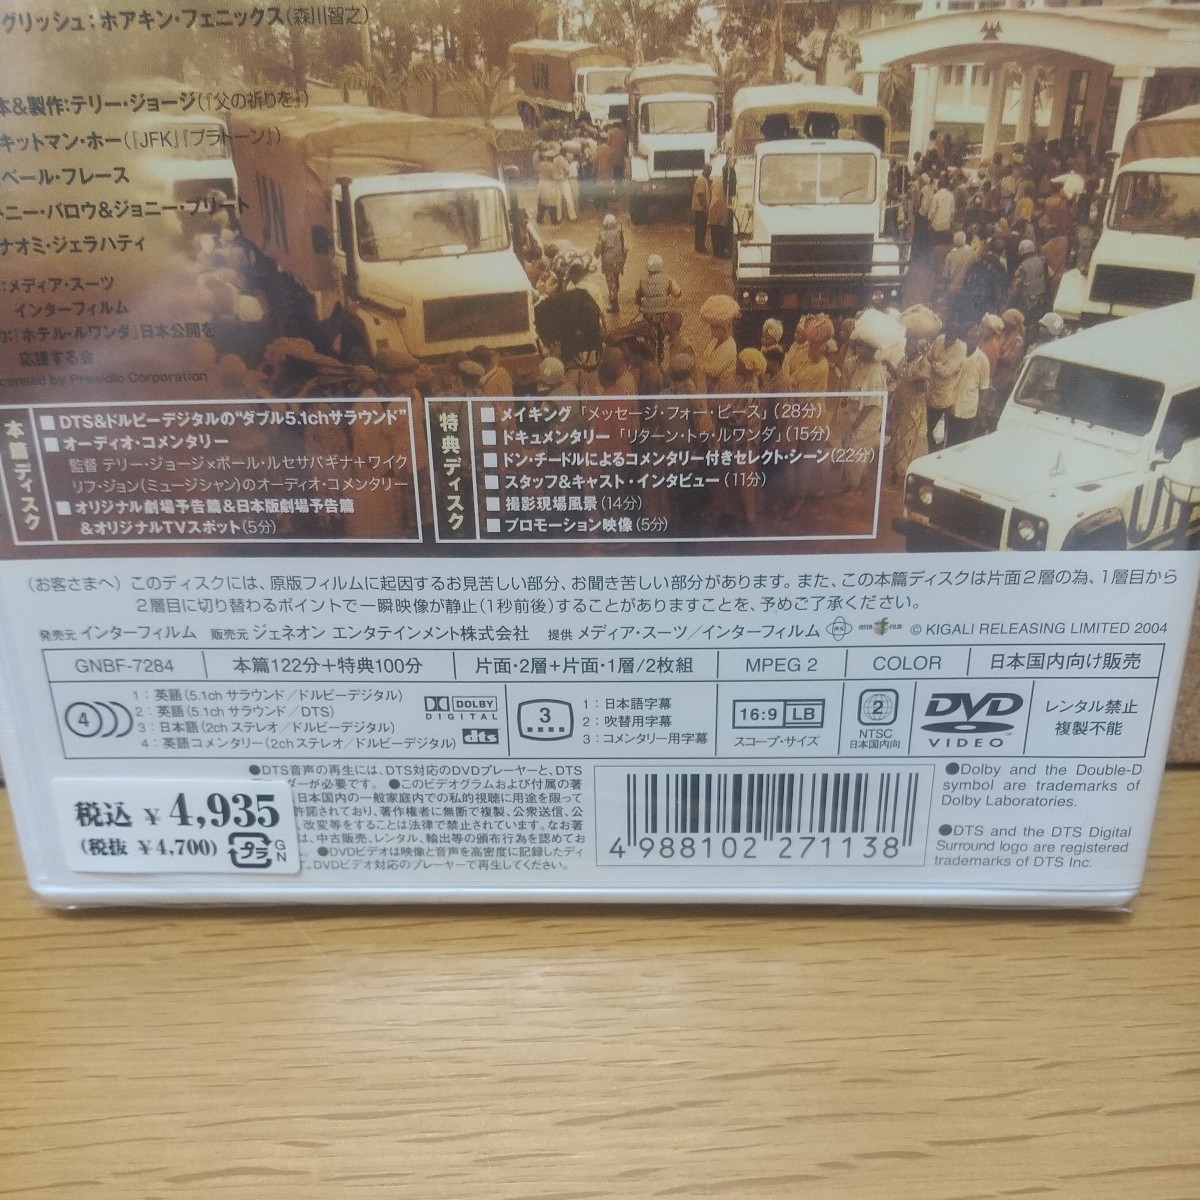 グリッシュ:ホアキン・フェニックス(森川智之)
本&製作:テリー・ジョージ(『父の祈りを』)
キットマン・ホー(『JFK』『プラトーン』)
ベール・フレース
トニー・バロウ&ジョニー・ブリート
ナオミ・ジェラハティ
:メディア・スーツ
インターフィルム
力:『ホテル・ルワンダ』日本公開を
応援する会
icensed by Presidio Corporation
UN
UN
UN
本篇ディスク
■DTS&ドルビーデジタルの"ダブル5.1chサラウンド"
■オーディオ・コメンタリー
監督 テリー・ジョージ×ポール・ルセサバギナ+ワイク
リフ・ジョン(ミュージシャン)のオーディオ・コメンタリー
■オリジナル劇場予告篇&日本版劇場予告篇
&オリジナルTVスポット(5分)
特典ディスク
■メイキング「メッセージ・フォー・ピース」(28分)
■ドキュメンタリー「リターン・トゥ・ルワンダ」(15分)
■ドン・チードルによるコメンタリー付きセレクト・シーン(22分)
■スタッフ&キャスト・インタビュー(11分)
■撮影現場風景(14分)
■プロモーション映像(5分)
(お客さまへ)このディスクには、原版フィルムに起因するお見苦しい部分、お聞き苦しい部分があります。また、この本篇ディスクは片面2層の為、1層目から
2層目に切り替わるポイントで一瞬映像が静止(1秒前後)することがありますことを、予めご了承ください。
発売元 インターフィルム 販売元 ジェネオン エンタテインメント株式会社 提供 メディア・スーツ/インターフィルム © KIGALI RELEASING LIMITED 2004
GNBF-7284 本篇122分+特典100分 片面・2層+片面・1層/2枚組 MPEG 2 COLOR 日本国内向け販売
4
1:英語(5.1ch サラウンド/ドルビーデジタル)
2:英語(5.1ch サラウンド/DTS)
3:日本語(2chステレオ/ドルビーデジタル)
4:英語コメンタリー(2chステレオ/ドルビーデジタル)
DOLBY
DIGITAL
dts
3
1:日本語字幕
2:吹替用字幕
3:コメンタリー用字幕
16:9 LB
スコープ・サイズ
2
NTSC
日本国内向
DVD
VIDEO
レンタル禁止
複製不能
税込 ¥4,935
(税抜 ¥4,700)
プラ
GN
●DTS音声の再生には、DTS対応のDVDプレーヤーと、DTS
ダーが必要です。●このビデオグラムおよび付属の著
日本国内の一般家庭内での私的視聴に用途を限って
許諾されており、著作権者に無断で複製、公衆送信、公
、改変等をすることは法律で禁止されています。なお著
は、中古販売、レンタル、輸出等の頒布行為を認めてお
●DVDビデオは映像と音声を高密度に記録したディ
。DVDビデオ対応のプレーヤーで再生してください。
4 988102 271138
●Dolby and the Double-D
symbol are trademarks of
Dolby Laboratories.
●DTS and the DTS Digital
Surround logo are registered
trademarks of DTS Inc.